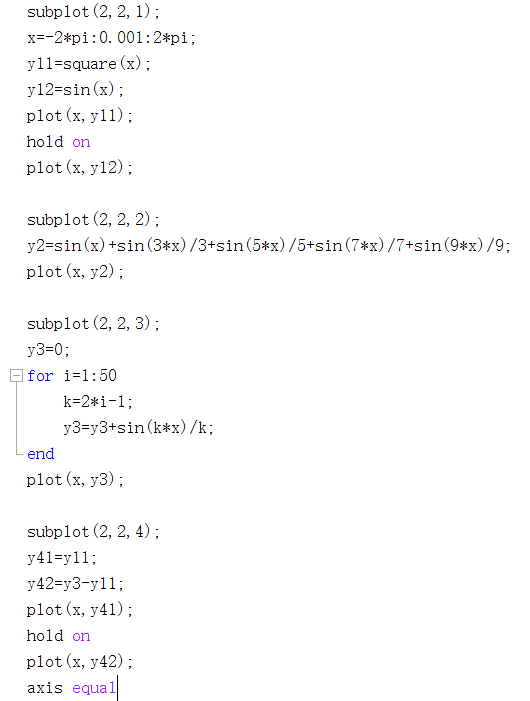 subplot(2,2,1);
x=-2*pi:0.001:2*pi;
y11=square(x);
y12=sin(x);
plot(x,y11);
hold on
plot(x,y12);
subplot(2,2,2);
y2=sin(x)+sin(3*x)/3+sin(5*x)/5+sin(7*x)/7+sin(9*x)/9;
plot(x,y2);
subplot(2,2,3);
y3=0;
for i=1:50
    k=2*i-1;
    y3=y3+sin(k*x)/k;
end
plot(x,y3);
subplot(2,2,4);
y41=y11;
y42=y3-y11;
plot(x,y41);
hold on
plot(x,y42);
axis equal